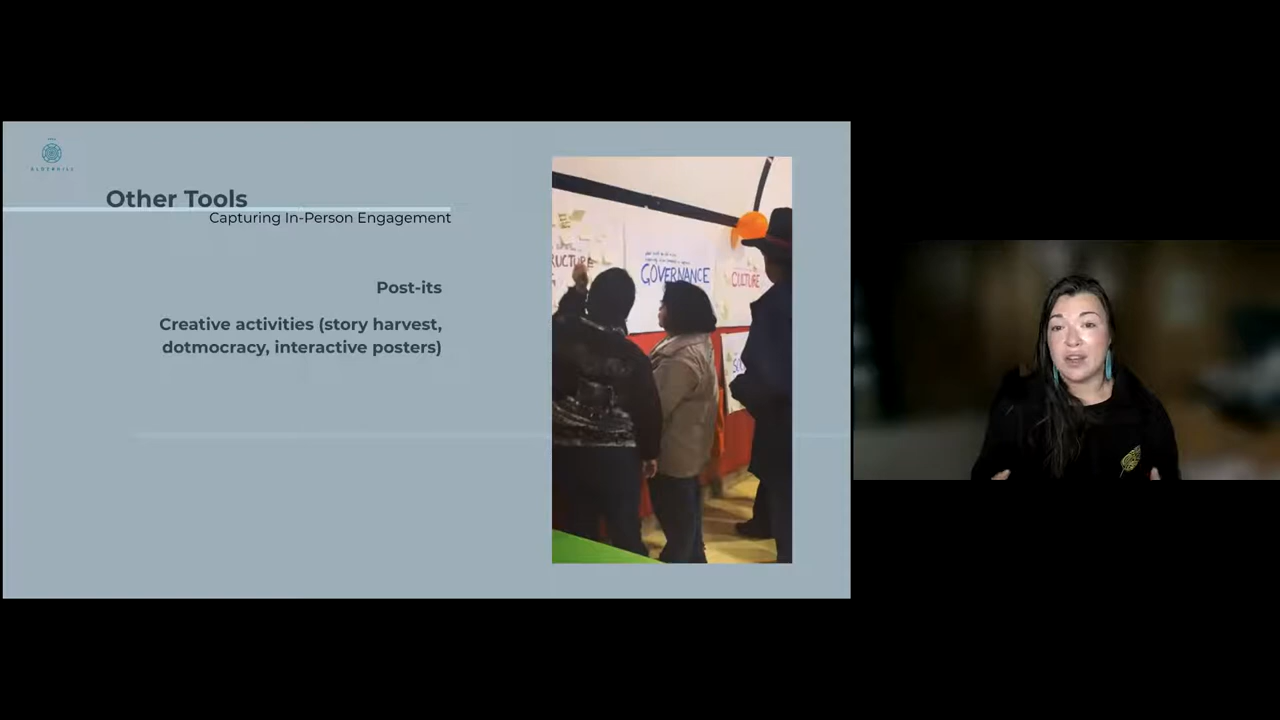 Other Tools
Capturing In-Person Engagement
Post-its
Creative activities (story harvest,
dotmocracy, interactive posters)
GOVERNANCE
CULTURE